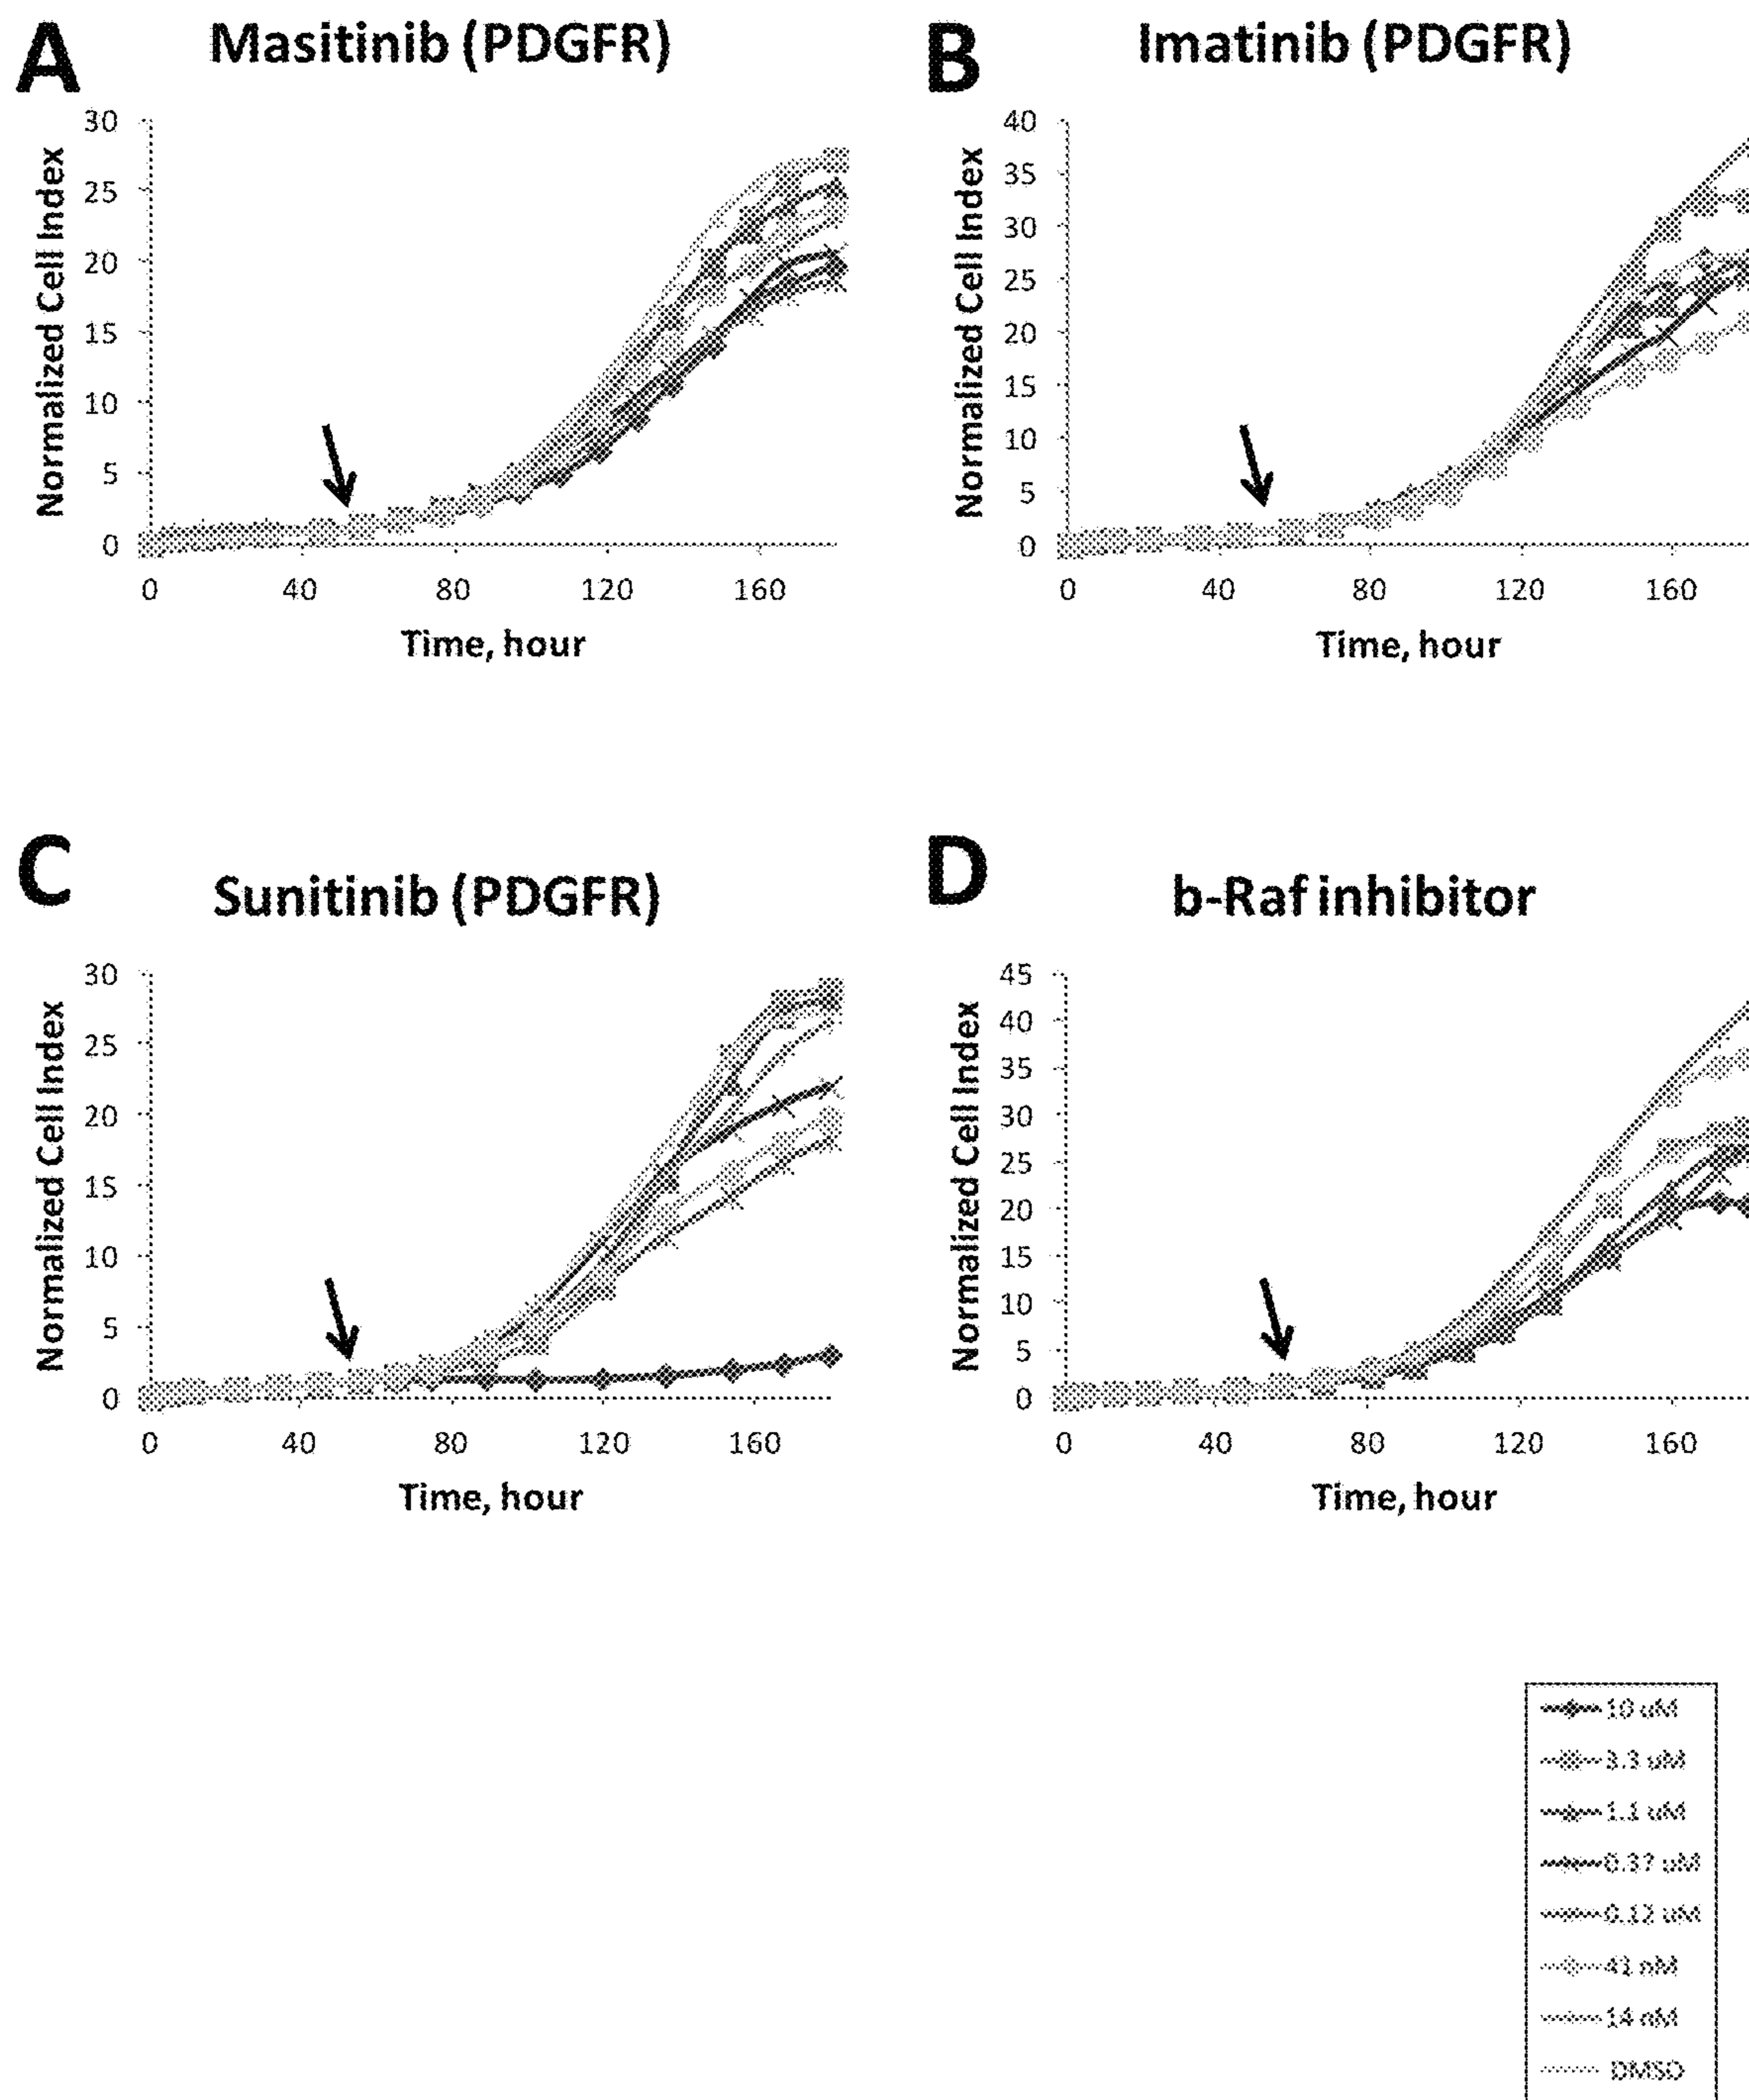 A
Masitinib (PDGFR)
Normalized Cell Index
30
25
20
15
10
5
0
0 40 80 120 160
Time, hour
B
Imatinib (PDGFR)
Normalized Cell Index
40
35
30
25
20
15
10
5
0
0 40 80 120 160
Time, hour
C
Sunitinib (PDGFR)
Normalized Cell Index
30
25
20
15
10
5
0
0 40 80 120 160
Time, hour
D
b-Raf inhibitor
Normalized Cell Index
45
40
35
30
25
20
15
10
5
0
0 40 80 120 160
Time, hour
10 uM
3.3 uM
1.1 uM
0.37 uM
0.12 uM
41 nM
14 nM
DMSO